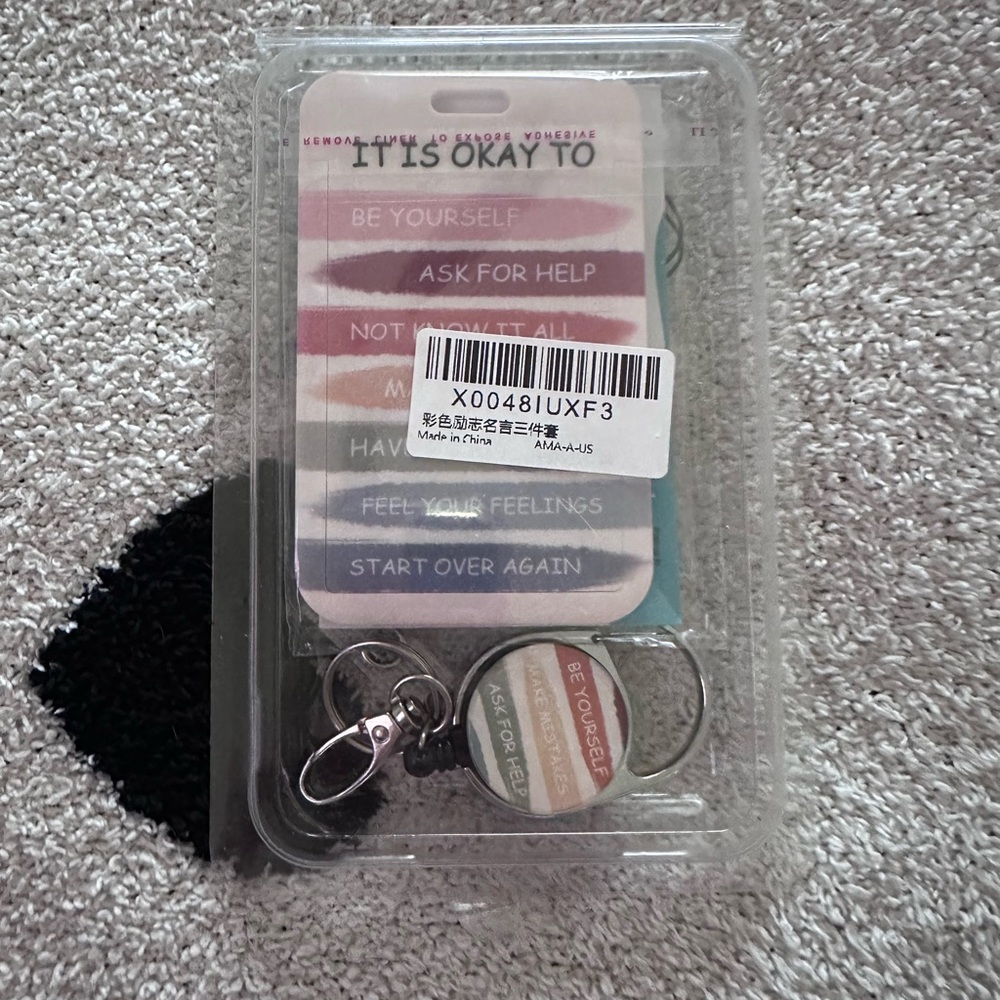 REMOVE LINER TO EXPOSE ADHESIVE
IT IS OKAY TO
BE YOURSELF
ASK FOR HELP
NOT KNOW IT ALL
X0048IUXF3
彩色励志名言三件套
Made in China AMA-A-US
FEEL YOUR FEELINGS
START OVER AGAIN
BE YOURSELF
MAKE MISTAKES
ASK FOR HELP